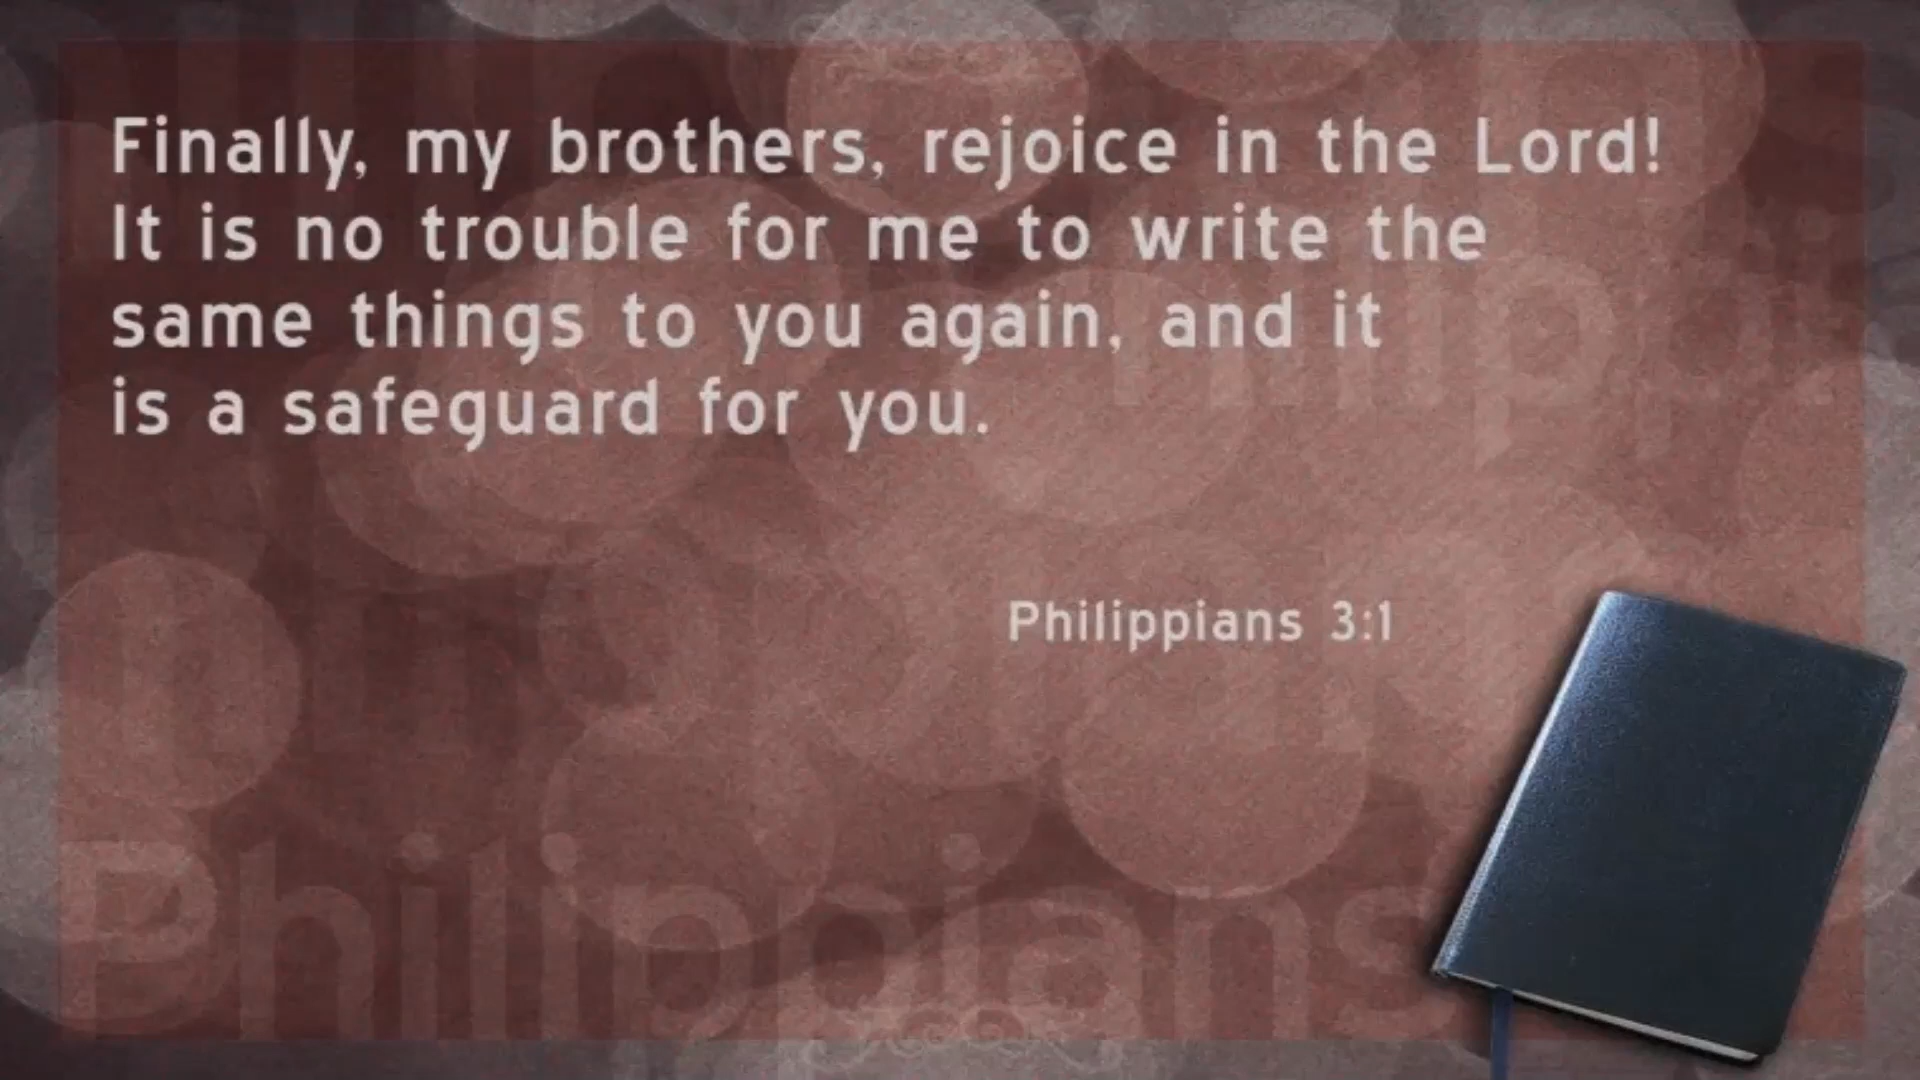 Finally, my brothers, rejoice in the Lord!
It is no trouble for me to write the
same things to you again, and it
is a safeguard for you.
Philippians 3:1
Philippians